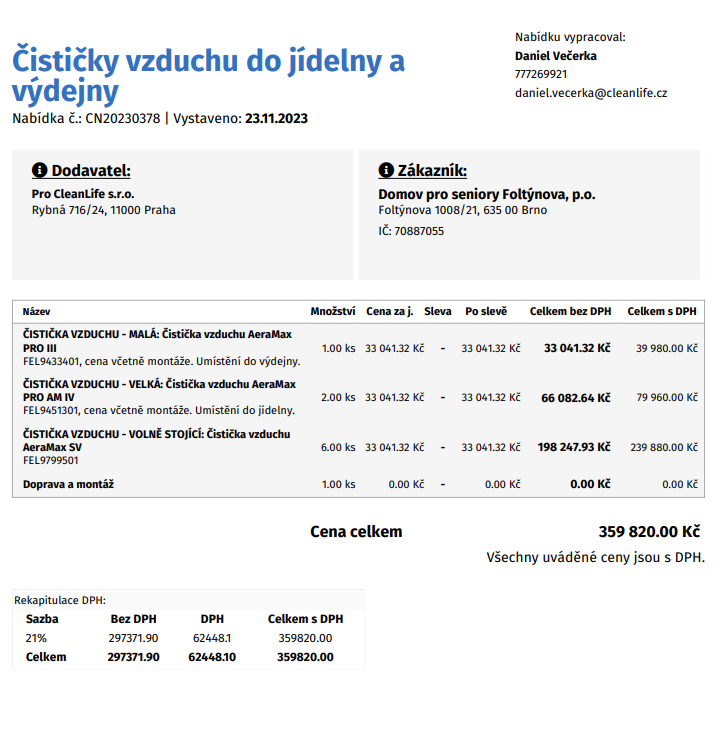 Čističky vzduchu do jídelny a
výdejny
Nabídka č.: CN20230378 | Vystaveno: 23.11.2023
Nabídku vypracoval:
Daniel Večerka
777269921
daniel.vecerka@cleanlife.cz
Dodavatel:
Pro CleanLife s.r.o.
Rybná 716/24, 11000 Praha
Zákazník:
Domov pro seniory Foltýnova, p.o.
Foltýnova 1008/21, 635 00 Brno
IČ: 70887055
Název Množství Cena za j. Sleva Po slevě Celkem bez DPH Celkem s DPH
ČISTIČKA VZDUCHU - MALÁ: Čistička vzduchu AeraMax
PRO III
FEL9433401, cena včetně montáže. Umístění do výdejny.
1.00 ks 33 041.32 Kč - 33 041.32 Kč 33 041.32 Kč 39 980.00 Kč
ČISTIČKA VZDUCHU - VELKÁ: Čistička vzduchu AeraMax
PRO AM IV
FEL9451301, cena včetně montáže. Umístění do jídelny.
2.00 ks 33 041.32 Kč - 33 041.32 Kč 66 082.64 Kč 79 960.00 Kč
ČISTIČKA VZDUCHU - VOLNĚ STOJÍCÍ: Čistička vzduchu
AeraMax SV
FEL9799501
6.00 ks 33 041.32 Kč - 33 041.32 Kč 198 247.93 Kč 239 880.00 Kč
Doprava a montáž 1.00 ks 0.00 Kč - 0.00 Kč 0.00 Kč 0.00 Kč
Cena celkem 359 820.00 Kč
Všechny uváděné ceny jsou s DPH.
Rekapitulace DPH:
Sazba Bez DPH DPH Celkem s DPH
21% 297371.90 62448.1 359820.00
Celkem 297371.90 62448.10 359820.00